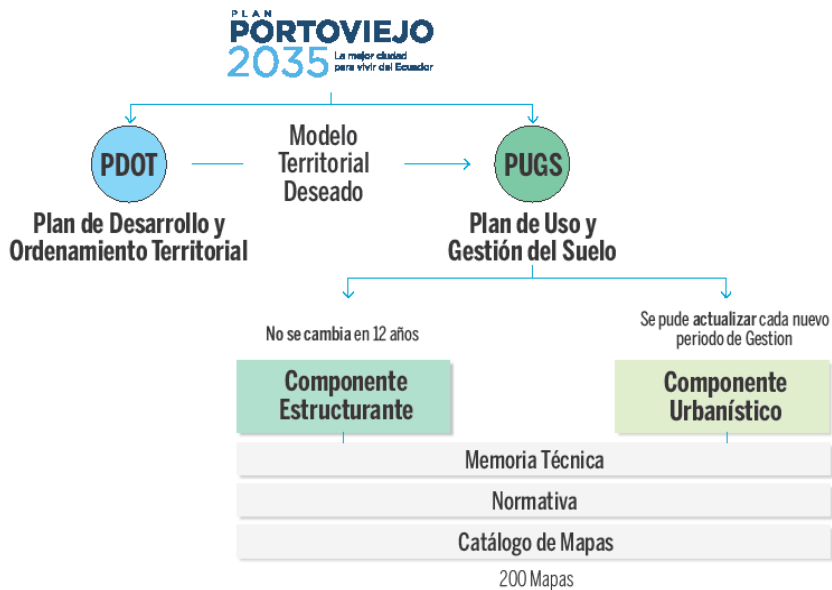 PLAN
PORTOVIEJO
2035
La mejor ciudad
para vivir del Ecuador
PDOT
Modelo
Territorial
Deseado
PUGS
Plan de Desarrollo y
Ordenamiento Territorial
Plan de Uso y
Gestión del Suelo
No se cambia en 12 años
Se pude actualizar cada nuevo
periodo de Gestion
Componente
Estructurante
Componente
Urbanístico
Memoria Técnica
Normativa
Catálogo de Mapas
200 Mapas